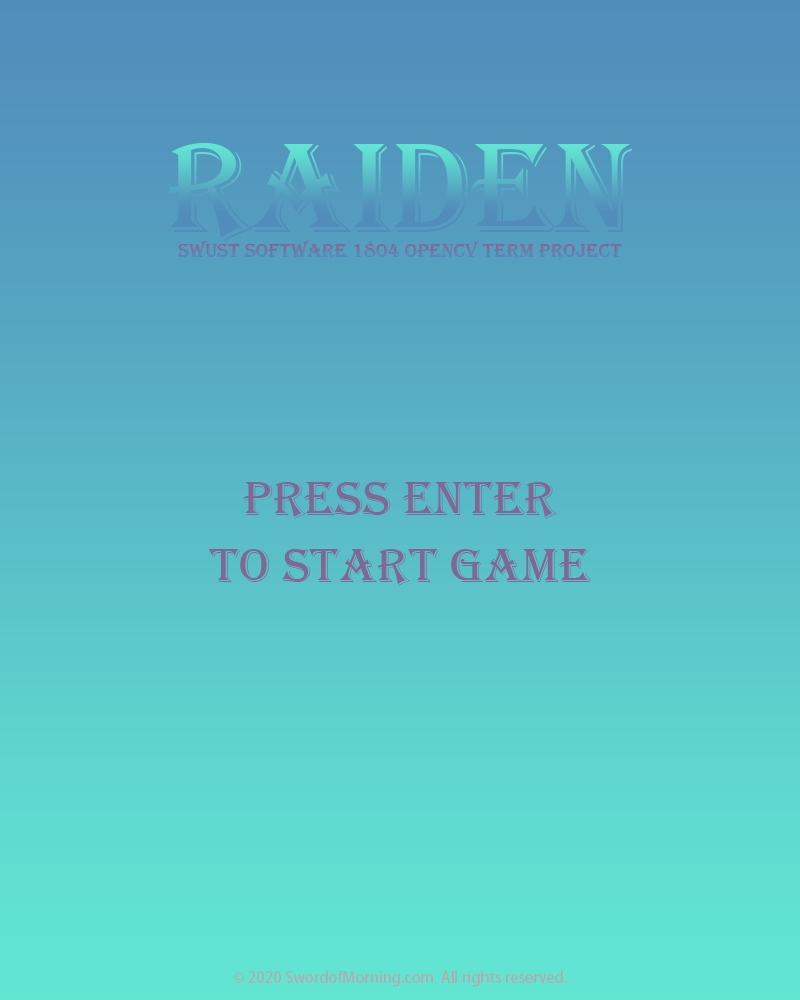 RAIDEN
SWUST SOFTWARE 1804 OPENCV TERM PROJECT
PRESS ENTER
TO START GAME
© 2020 SwordofMorning.com All rights reserved.